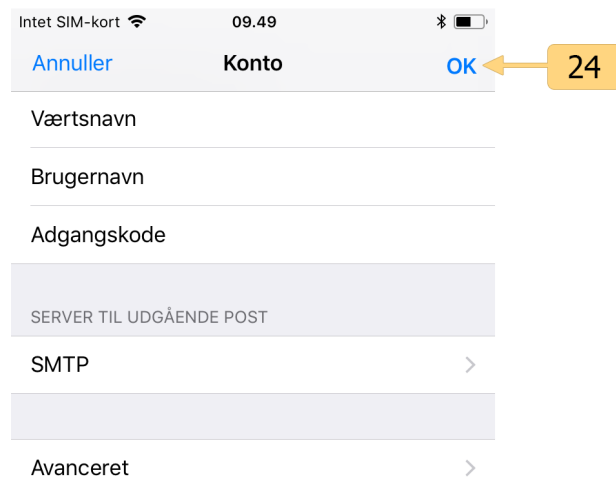 Intet SIM-kort 09.49
Annuller Konto OK 24
Værtsnavn
Brugernavn
Adgangskode
SERVER TIL UDGÅENDE POST
SMTP
Avanceret